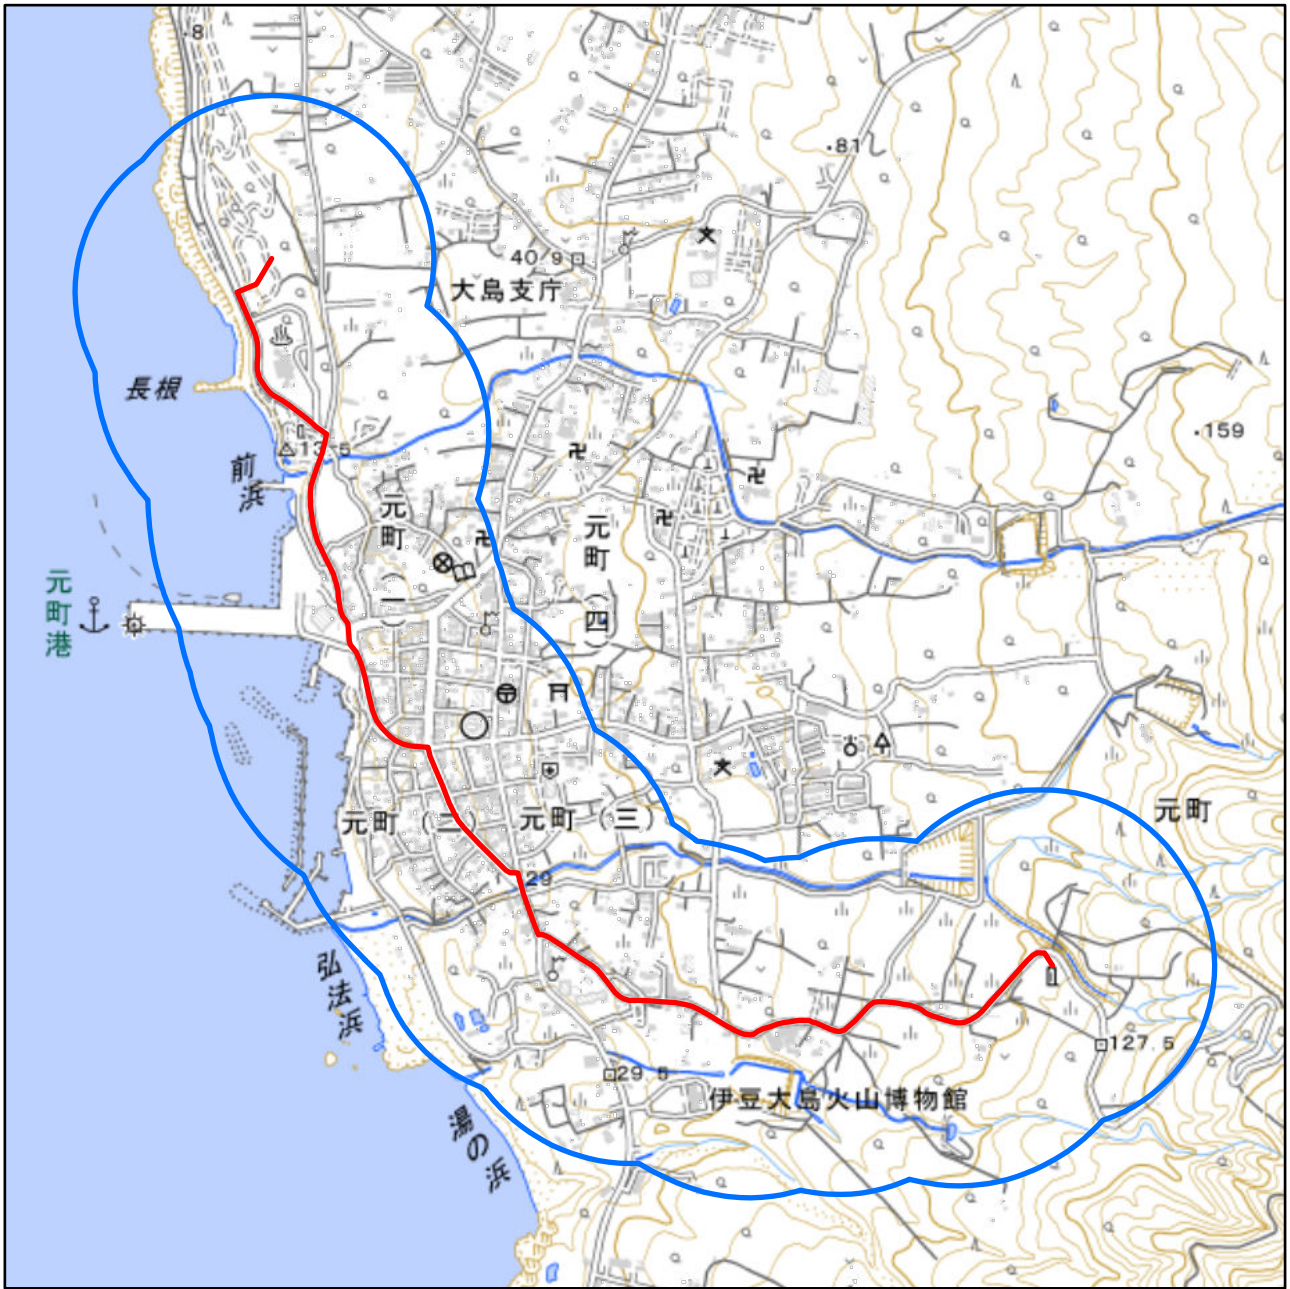 ・8
・81
40/9
大島支庁
長根
13.5
・159
前浜
元町(一)
元町(四)
元町港
元町(二)
元町(三)
元町
29
弘法浜
127.5
29.5
伊豆大島火山博物館
湯の浜